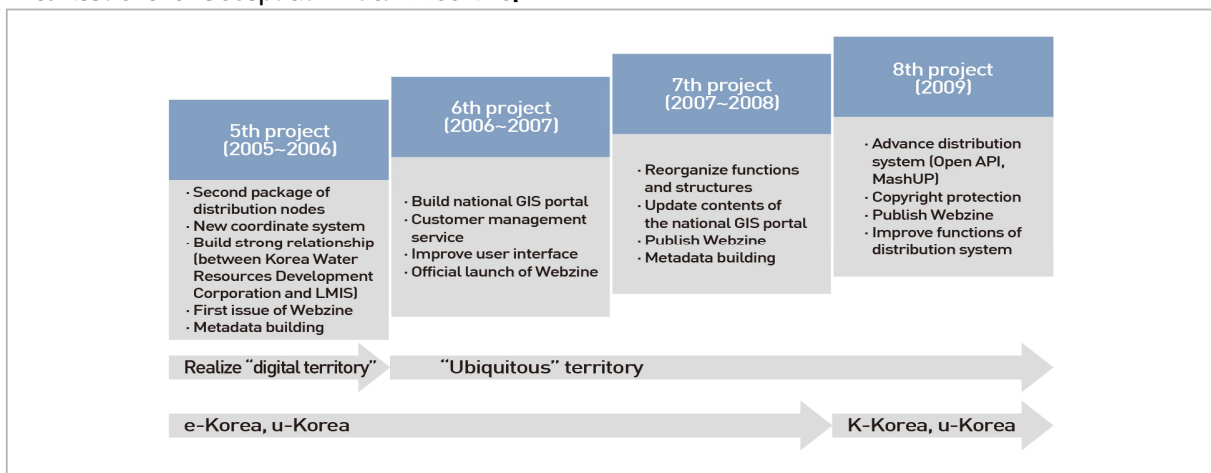 5th project
(2005~2006)
· Second package of
distribution nodes
· New coordinate system
· Build strong relationship
(between Korea Water
Resources Development
Corporation and LMIS)
· First issue of Webzine
· Metadata building
6th project
(2006~2007)
· Build national GIS portal
· Customer management
service
· Improve user interface
· Official launch of Webzine
7th project
(2007~2008)
· Reorganize functions
and structures
· Update contents of
the national GIS portal
· Publish Webzine
· Metadata building
8th project
(2009)
· Advance distribution
system (Open API,
MashUP)
· Copyright protection
· Publish Webzine
· Improve functions of
distribution system
Realize “digital territory”
“Ubiquitous” territory
e-Korea, u-Korea
K-Korea, u-Korea